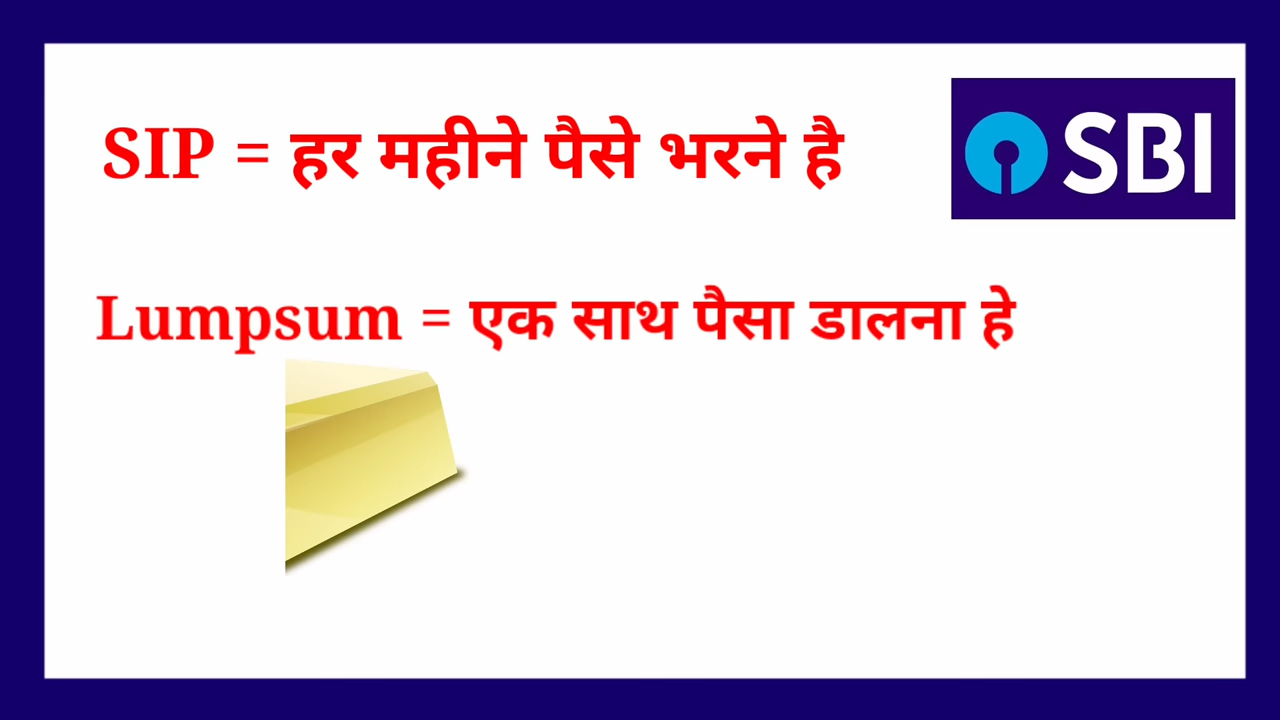 SIP = हर महीने पैसे भरने है
SBI
Lumpsum = एक साथ पैसा डालना हे